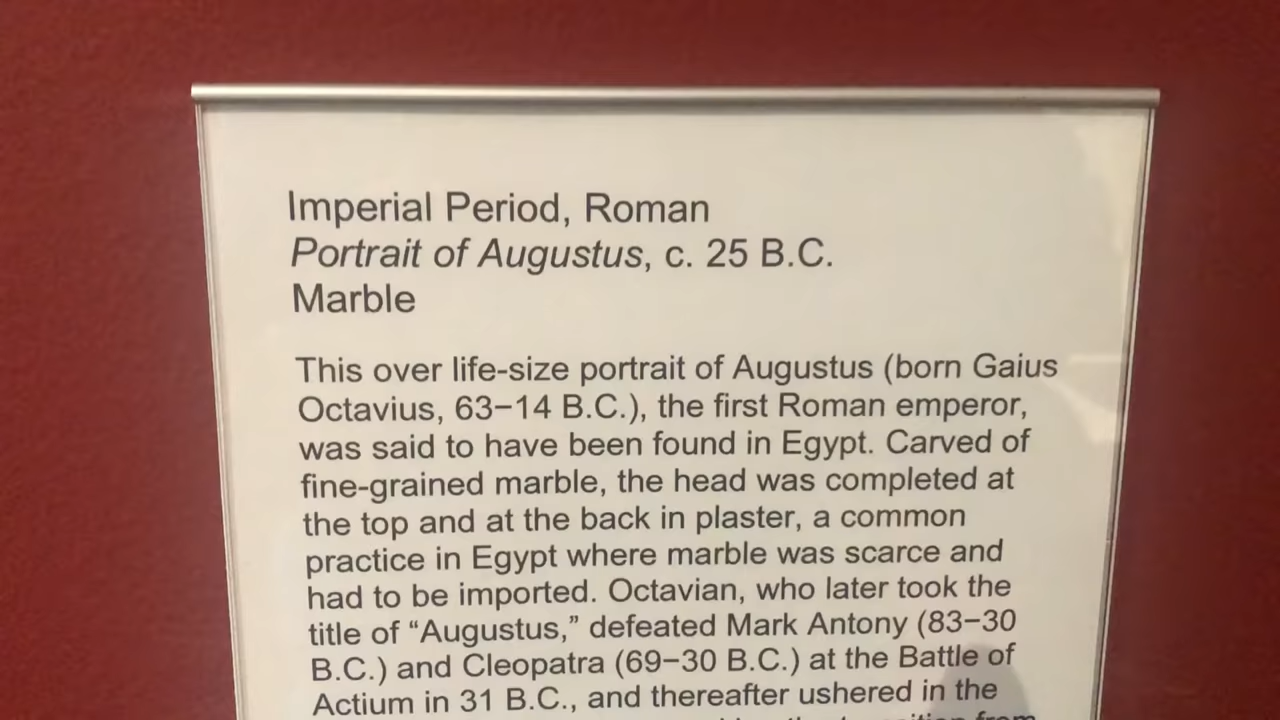 Imperial Period, Roman
Portrait of Augustus, c. 25 B.C.
Marble
This over life-size portrait of Augustus (born Gaius
Octavius, 63–14 B.C.), the first Roman emperor,
was said to have been found in Egypt. Carved of
fine-grained marble, the head was completed at
the top and at the back in plaster, a common
practice in Egypt where marble was scarce and
had to be imported. Octavian, who later took the
title of “Augustus,” defeated Mark Antony (83–30
B.C.) and Cleopatra (69–30 B.C.) at the Battle of
Actium in 31 B.C., and thereafter ushered in the
from